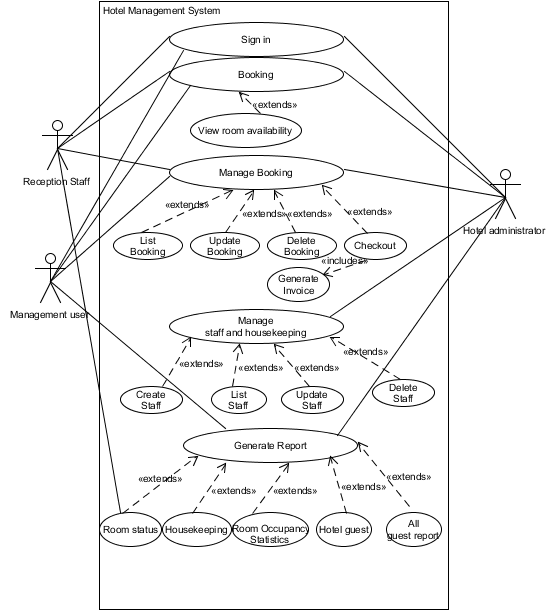 Hotel Management System
Sign in
Booking
«extends»
View room availability
Reception Staff
Manage Booking
Hotel administrator
«extends»
«extends»
«extends»
«extends»
List
Booking
Update
Booking
Delete
Booking
Checkout
«includes»
Generate
Invoice
Management user
Manage
staff and housekeeping
«extends»
«extends»
«extends»
«extends»
Create
Staff
List
Staff
Update
Staff
Delete
Staff
Generate Report
«extends»
«extends»
«extends»
«extends»
«extends»
Room status
Housekeeping
Room Occupancy
Statistics
Hotel guest
All
guest report